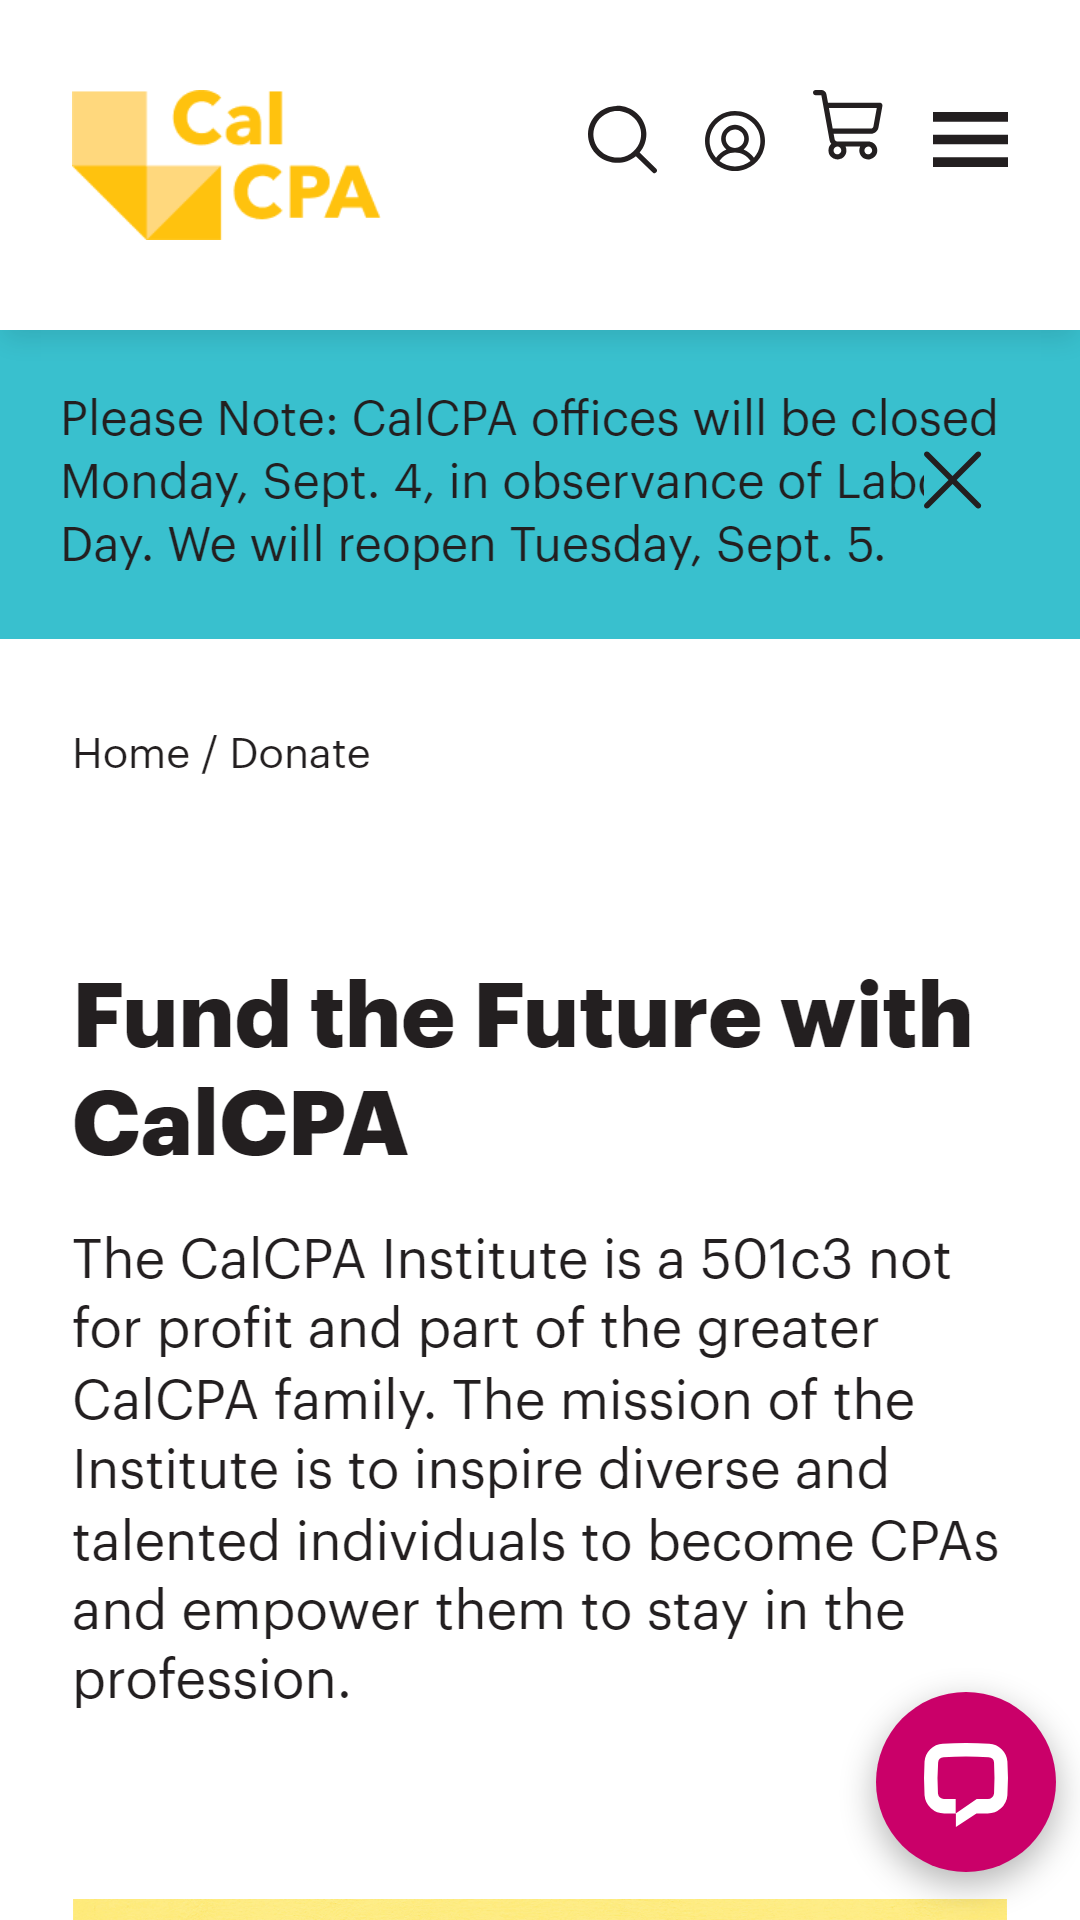 Cal
CPA
Please Note: CalCPA offices will be closed
Monday, Sept. 4, in observance of
Day. We will reopen Tuesday, Sept. 5.
Home / Donate
Fund the Future with
CalCPA
The CalCPA Institute is a 501c3 not
for profit and part of the greater
CalCPA family. The mission of the
Institute is to inspire diverse and
talented individuals to become CPAs
and empower them to stay in the
profession.